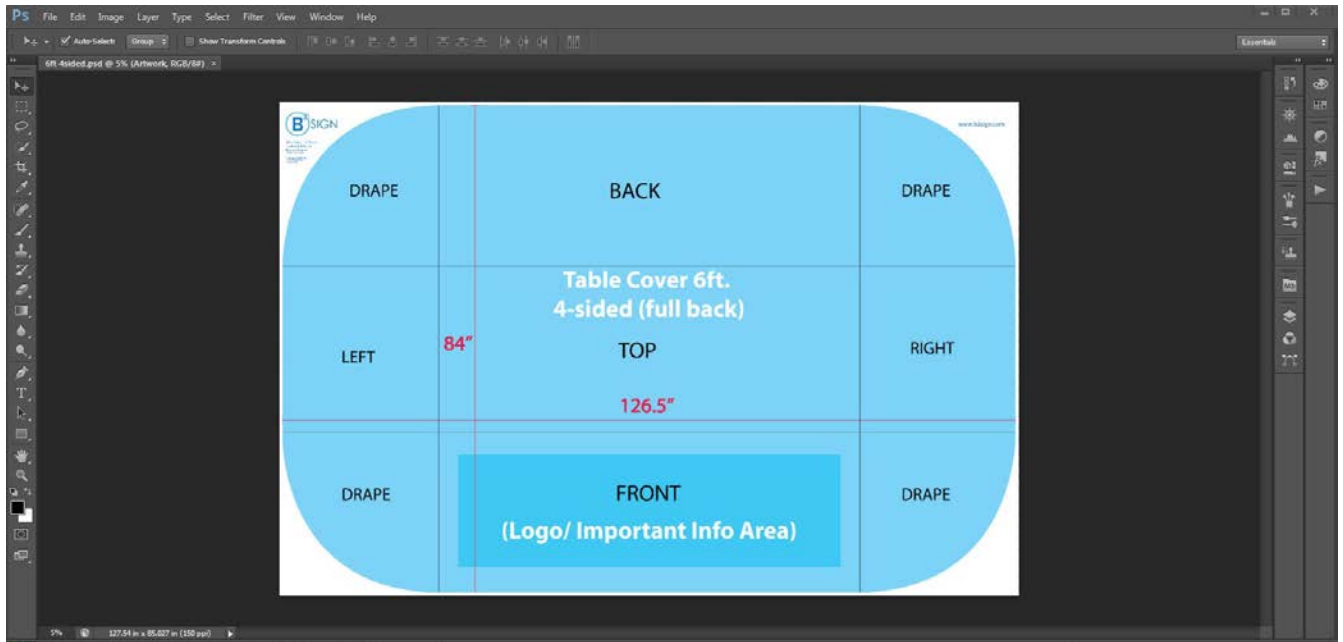 PS File Edit Image Layer Type Select Filter View Window Help
Auto-Select: Group Show Transform Controls
Essentials
6ft-4sided.psd @ 5% (Artwork, RGB/8#) ×
B SIGN
DRAPE BACK DRAPE
Table Cover 6ft.
4-sided (full back)
84”
LEFT TOP RIGHT
126.5”
DRAPE FRONT DRAPE
(Logo/ Important Info Area)
5% 127.54 in x 85.027 in (150 ppi)